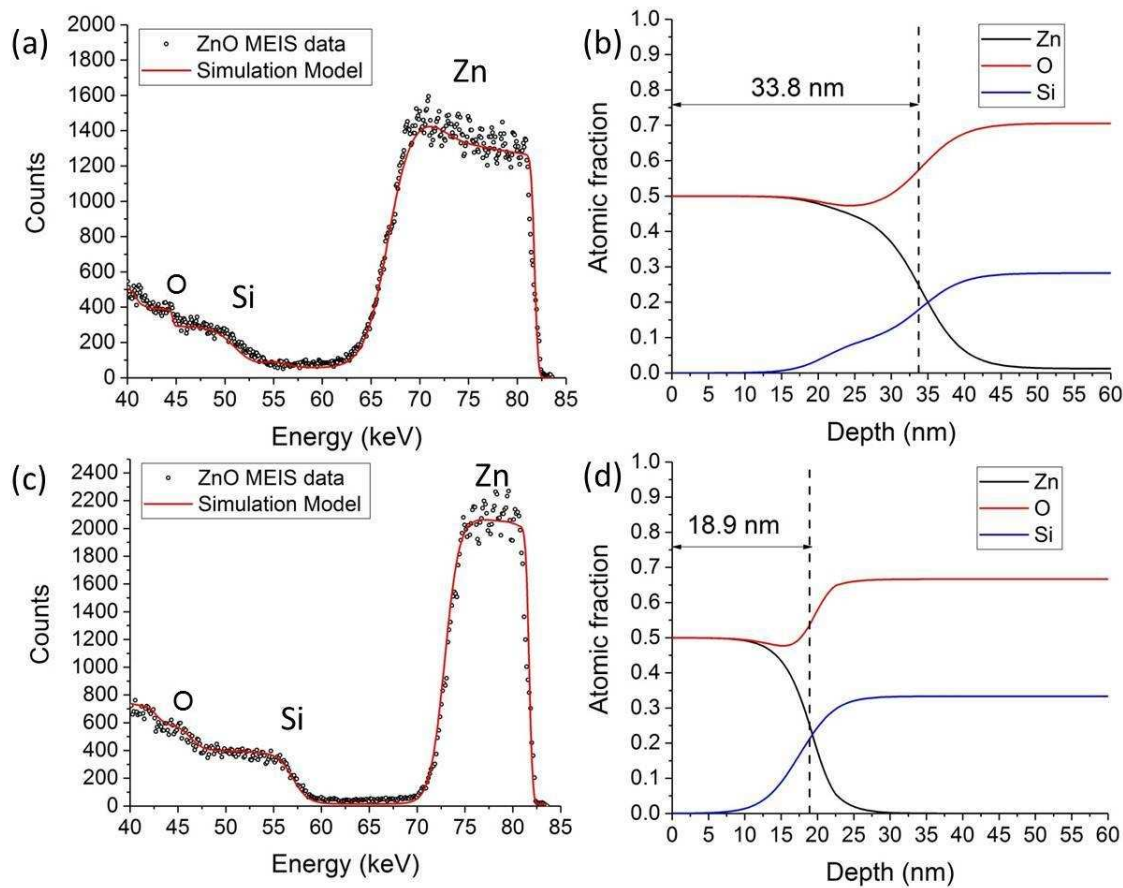 (a)
2000
1800
1600
1400
1200
1000
800
600
400
200
0
Counts
ZnO MEIS data
Simulation Model
Zn
O
Si
40 45 50 55 60 65 70 75 80 85
Energy (keV)
(b)
1.0
0.9
0.8
0.7
0.6
0.5
0.4
0.3
0.2
0.1
0.0
Atomic fraction
Zn
O
Si
33.8 nm
0 5 10 15 20 25 30 35 40 45 50 55 60
Depth (nm)
(c)
2400
2200
2000
1800
1600
1400
1200
1000
800
600
400
200
0
Counts
ZnO MEIS data
Simulation Model
Zn
O
Si
40 45 50 55 60 65 70 75 80 85
Energy (keV)
(d)
1.0
0.9
0.8
0.7
0.6
0.5
0.4
0.3
0.2
0.1
0.0
Atomic fraction
Zn
O
Si
18.9 nm
0 5 10 15 20 25 30 35 40 45 50 55 60
Depth (nm)